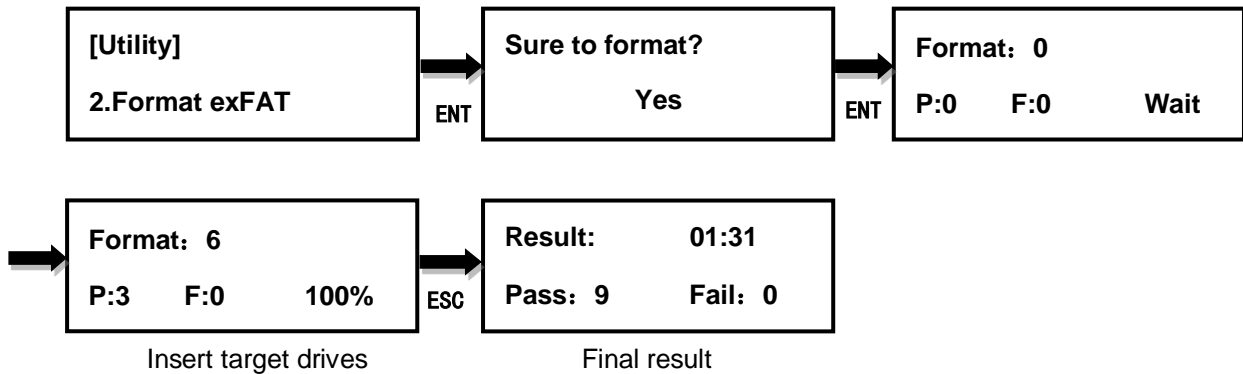 [Utility]
2.Format exFAT
ENT
Sure to format?
Yes
ENT
Format：0
P:0 F:0 Wait
Format：6
P:3 F:0 100%
Insert target drives
ESC
Result: 01:31
Pass：9 Fail：0
Final result